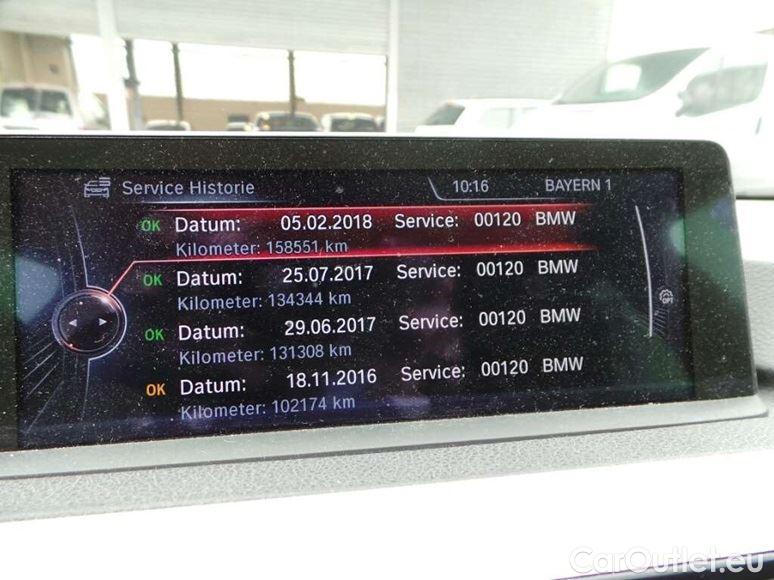 Service Historie 10:16 BAYERN 1
OK Datum: 05.02.2018 Service: 00120 BMW
Kilometer: 158551 km
OK Datum: 25.07.2017 Service: 00120 BMW
Kilometer: 134344 km
OK Datum: 29.06.2017 Service: 00120 BMW
Kilometer: 131308 km
OK Datum: 18.11.2016 Service: 00120 BMW
Kilometer: 102174 km
OPT
CarOutlet.eu